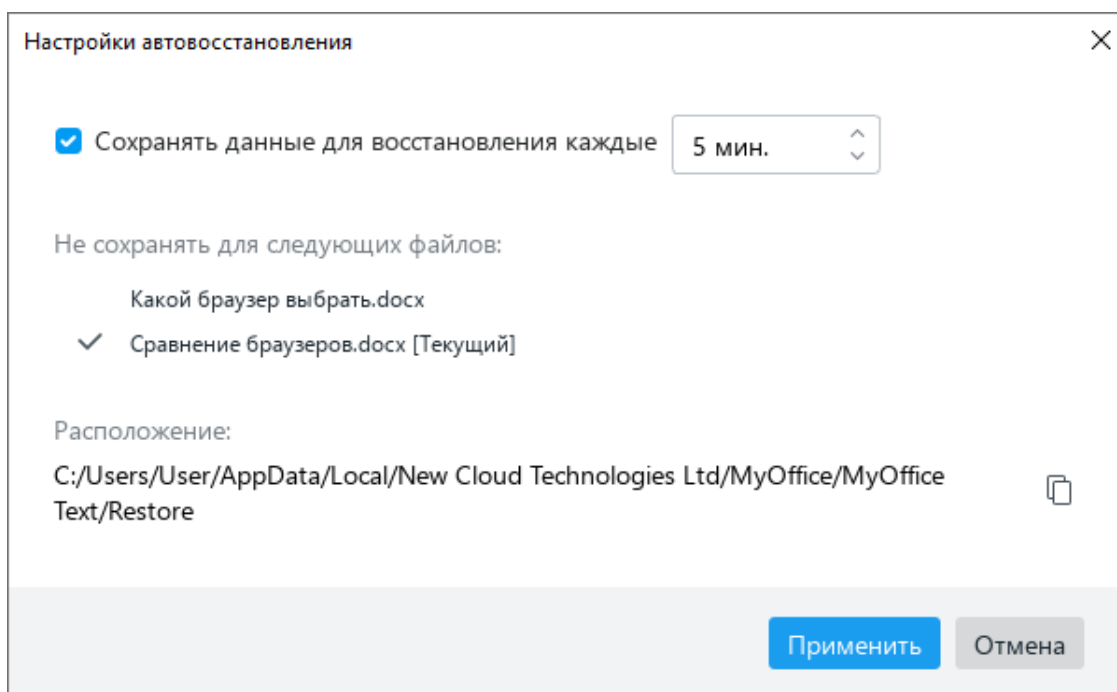 Настройки автовосстановления
Сохранять данные для восстановления каждые 5 мин.
Не сохранять для следующих файлов:
Какой браузер выбрать.docx
Сравнение браузеров.docx [Текущий]
Расположение:
C:/Users/User/AppData/Local/New Cloud Technologies Ltd/MyOffice/MyOffice
Text/Restore
Применить Отмена